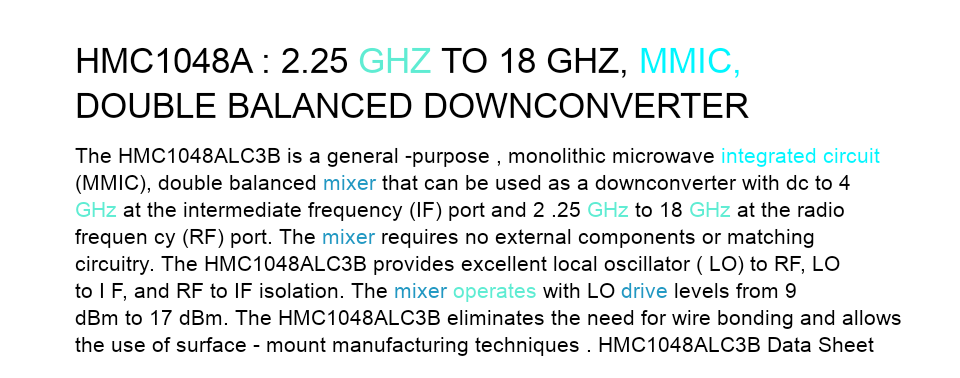 HMC1048A : 2.25 GHZ TO 18 GHZ, MMIC,
DOUBLE BALANCED DOWNCONVERTER
The HMC1048ALC3B is a general -purpose , monolithic microwave integrated circuit
(MMIC), double balanced mixer that can be used as a downconverter with dc to 4
GHz at the intermediate frequency (IF) port and 2 .25 GHz to 18 GHz at the radio
frequen cy (RF) port. The mixer requires no external components or matching
circuitry. The HMC1048ALC3B provides excellent local oscillator ( LO) to RF, LO
to I F, and RF to IF isolation. The mixer operates with LO drive levels from 9
dBm to 17 dBm. The HMC1048ALC3B eliminates the need for wire bonding and allows
the use of surface - mount manufacturing techniques . HMC1048ALC3B Data Sheet